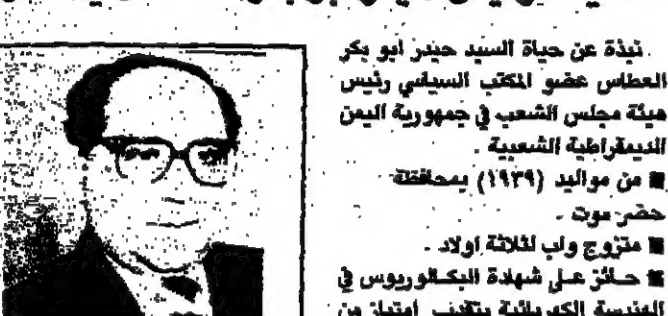 نبذة عن حياة السيد حيدر ابو بكر
العطاس عضو المكتب السياسي رئيس
هيئة مجلس الشعب في جمهورية اليمن
الديمقراطية الشعبية .
من مواليد (١٩٣٩) بمحافظة
حضرموت .
متزوج واب لثلاثة اولاد .
حائز على شهادة البكالوريوس في
الهندسة الكهربائية بتقدير امتياز من